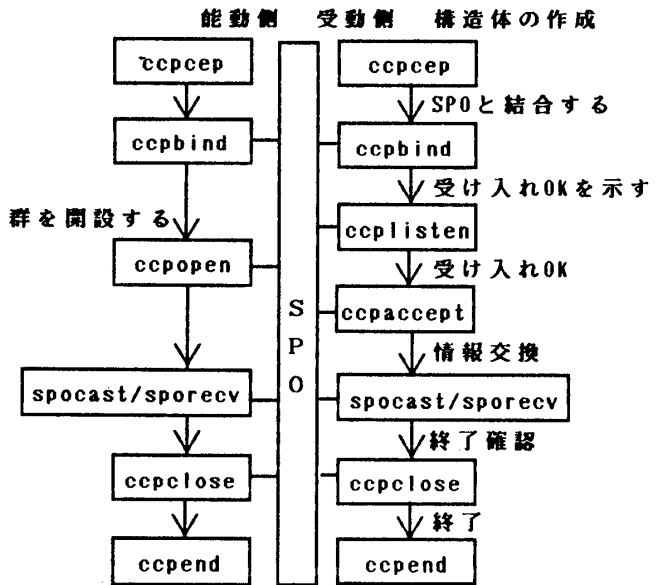 能動側 受動側 構造体の作成
ccpcep ccpcep
SPOと結合する
ccpbind ccpbind
受け入れOKを示す
群を開設する
ccplisten
受け入れOK
ccpopen
ccpaccept
SPO
情報交換
spocast/sporecv spocast/sporecv
終了確認
ccpclose ccpclose
終了
ccpend ccpend